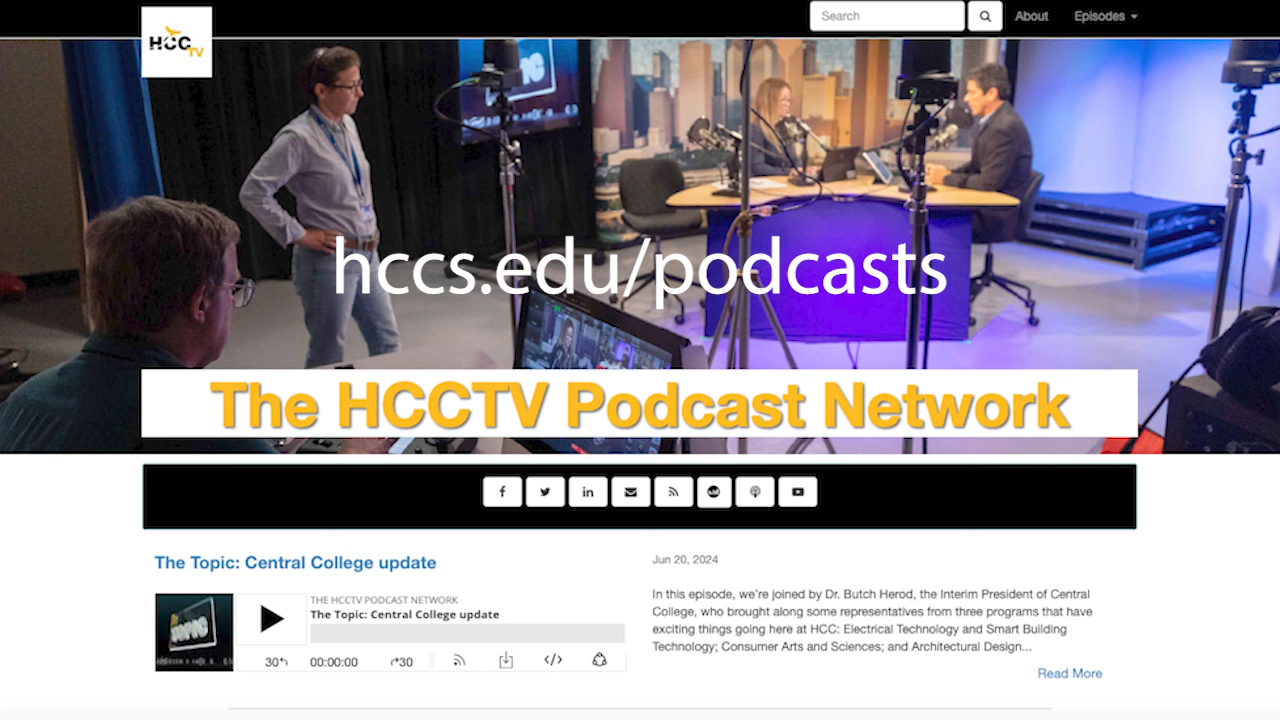 HCC
TV
Search
About
Episodes
hccs.edu/podcasts
The HCCTV Podcast Network
The Topic: Central College update
Jun 20, 2024
THE HCCTV PODCAST NETWORK
The Topic: Central College update
TOPIC
30
00:00:00
30
In this episode, we're joined by Dr. Butch Herod, the Interim President of Central
College, who brought along some representatives from three programs that have
exciting things going here at HCC: Electrical Technology and Smart Building
Technology; Consumer Arts and Sciences; and Architectural Design...
Read More